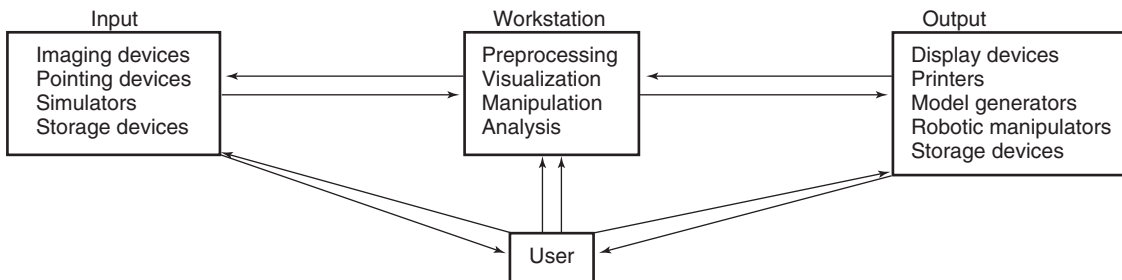 Input
Imaging devices
Pointing devices
Simulators
Storage devices
Workstation
Preprocessing
Visualization
Manipulation
Analysis
Output
Display devices
Printers
Model generators
Robotic manipulators
Storage devices
User